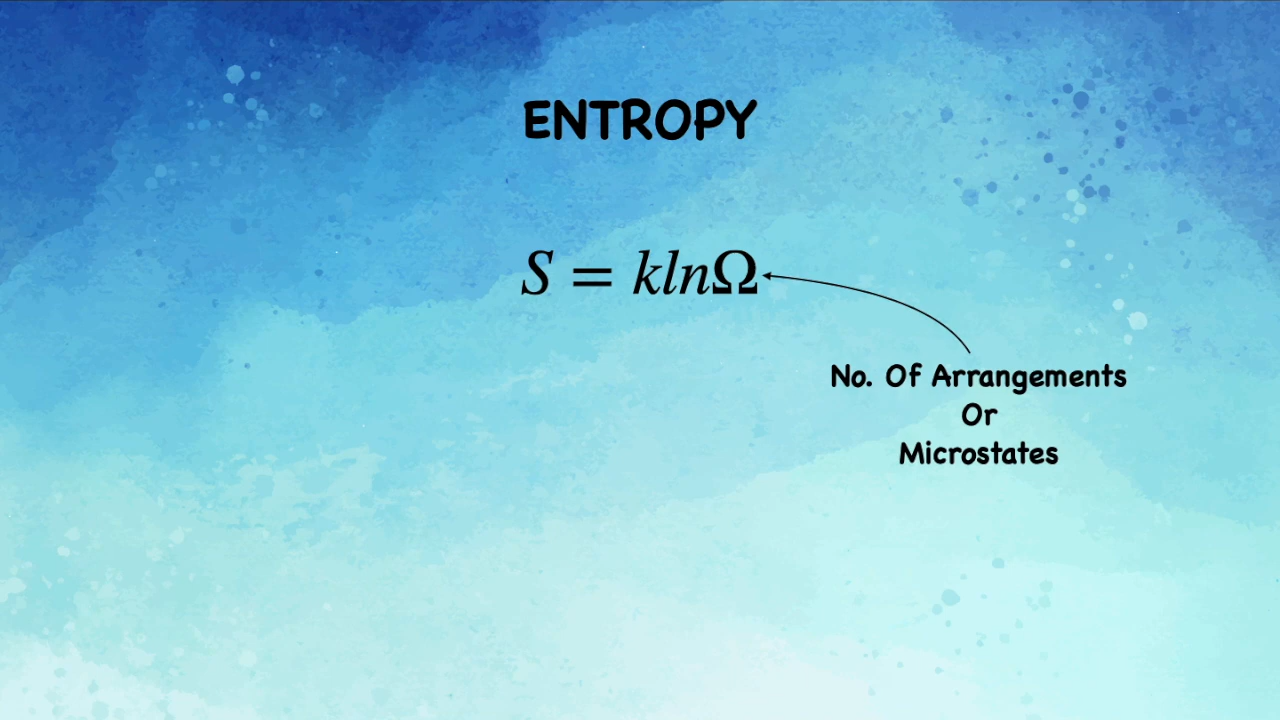 ENTROPY
S = klnΩ
No. Of Arrangements
Or
Microstates